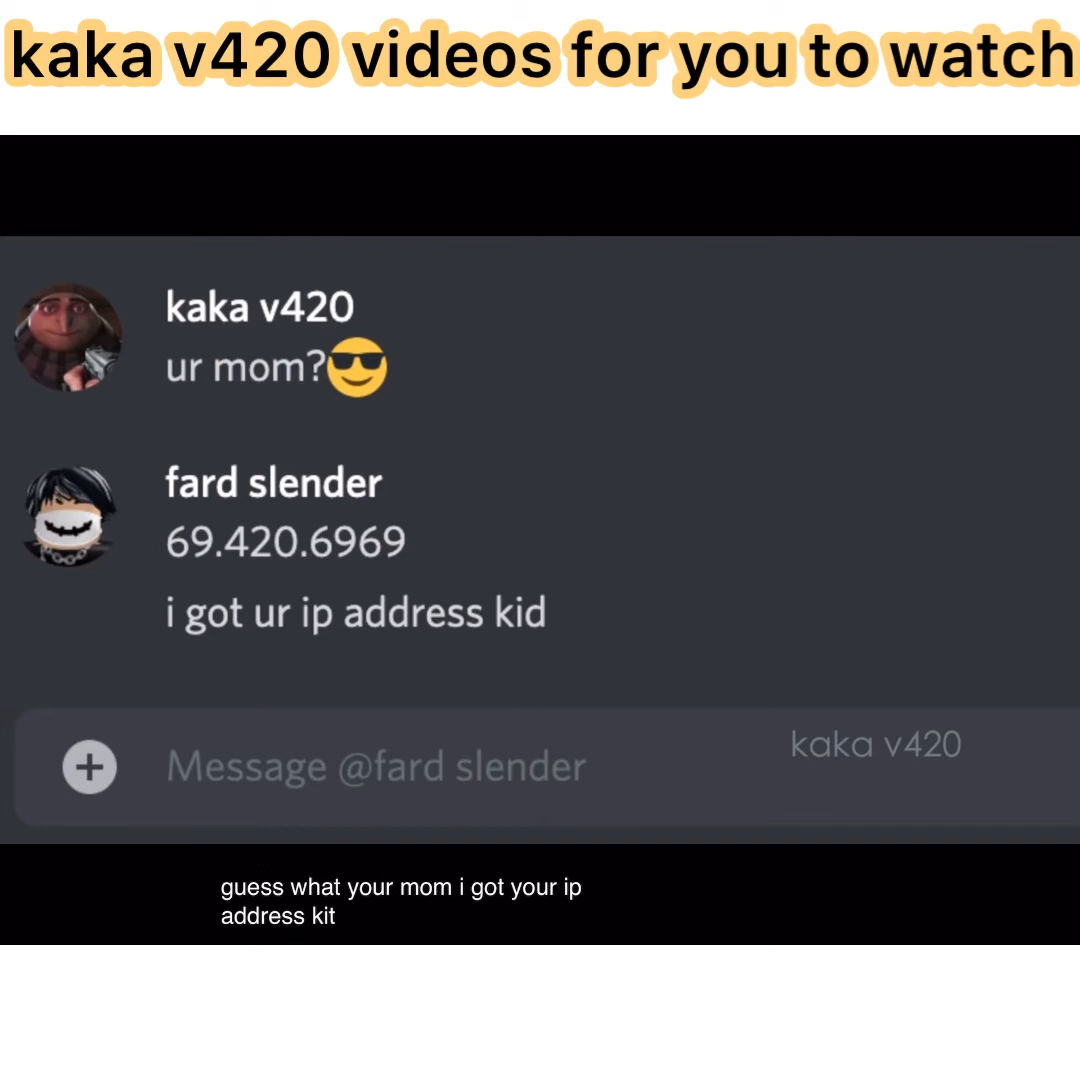 kaka v420 videos for you to watch
kaka v420
ur mom?😎
fard slender
69.420.6969
i got ur ip address kid
Message @fard slender
kaka v420
guess what your mom i got your ip
address kit